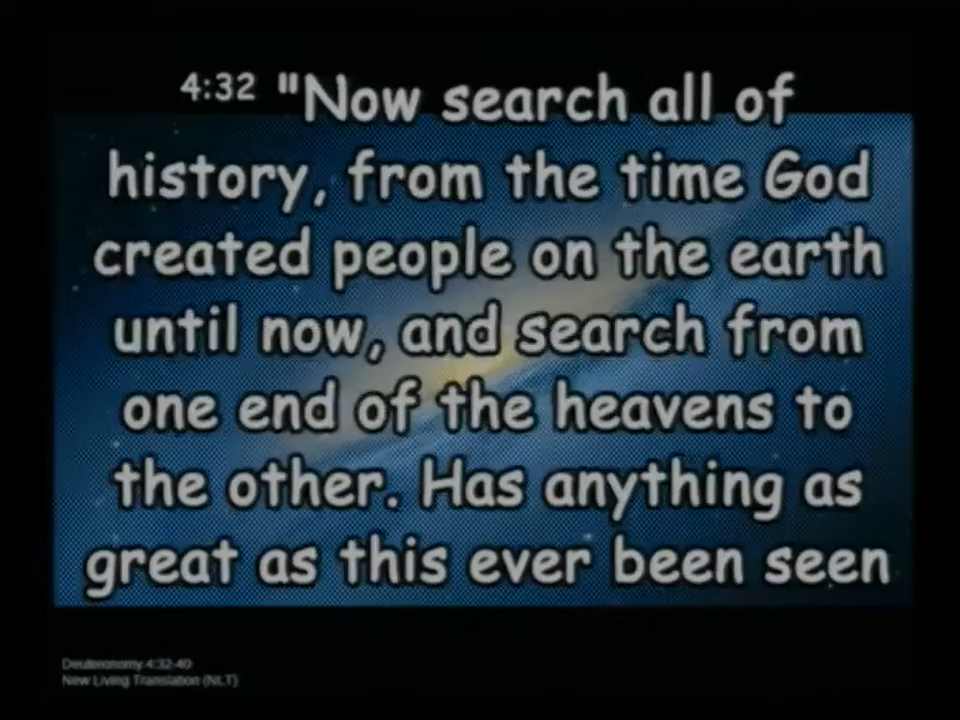 4:32 "Now search all of
history, from the time God
created people on the earth
until now, and search from
one end of the heavens to
the other. Has anything as
great as this ever been seen
Deuteronomy 4:32-40
New Living Translation (NLT)